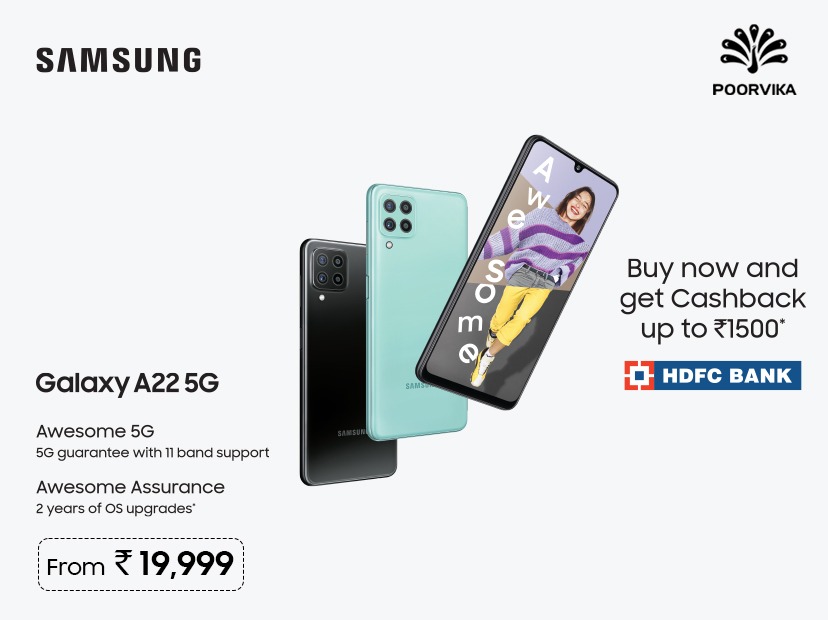 SAMSUNG
POORVIKA
Awesome
SAMSUNG
SAMSUNG
Buy now and
get Cashback
up to ₹1500*
HDFC BANK
Galaxy A22 5G
Awesome 5G
5G guarantee with 11 band support
Awesome Assurance
2 years of OS upgrades*
From ₹ 19,999